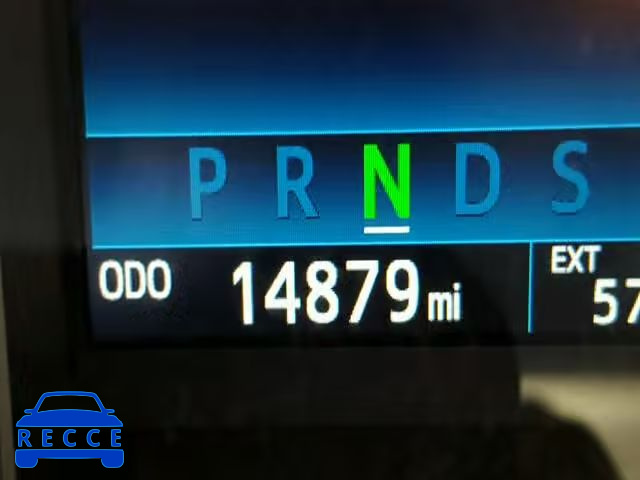 P R N D S
ODO 14879 mi
EXT
57
RECCE